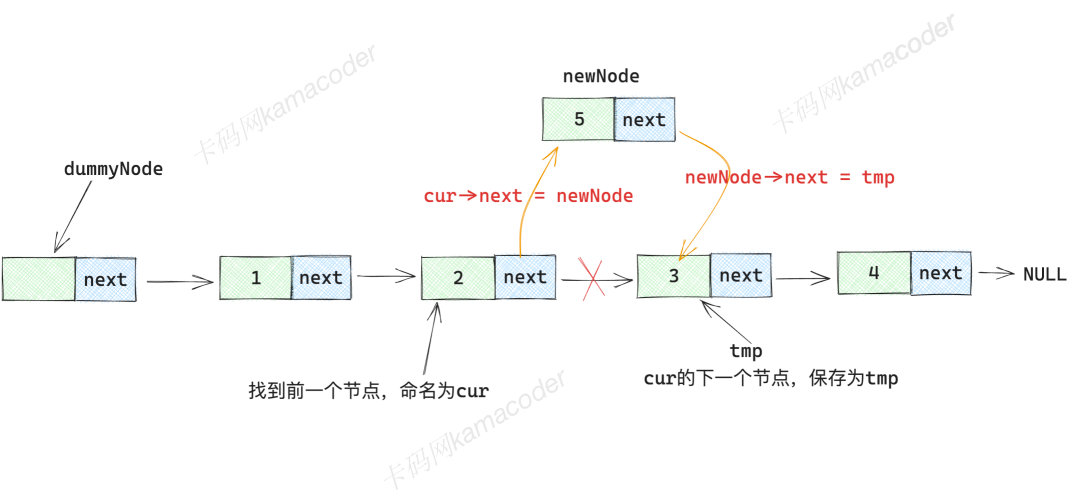 卡码网kamacoder
卡码网kamacoder
newNode
5 next
dummyNode
cur→next = newNode
newNode→next = tmp
next
1 next
2 next
3 next
4 next
NULL
tmp
找到前一个节点，命名为cur
cur的下一个节点，保存为tmp
卡码网kamacoder